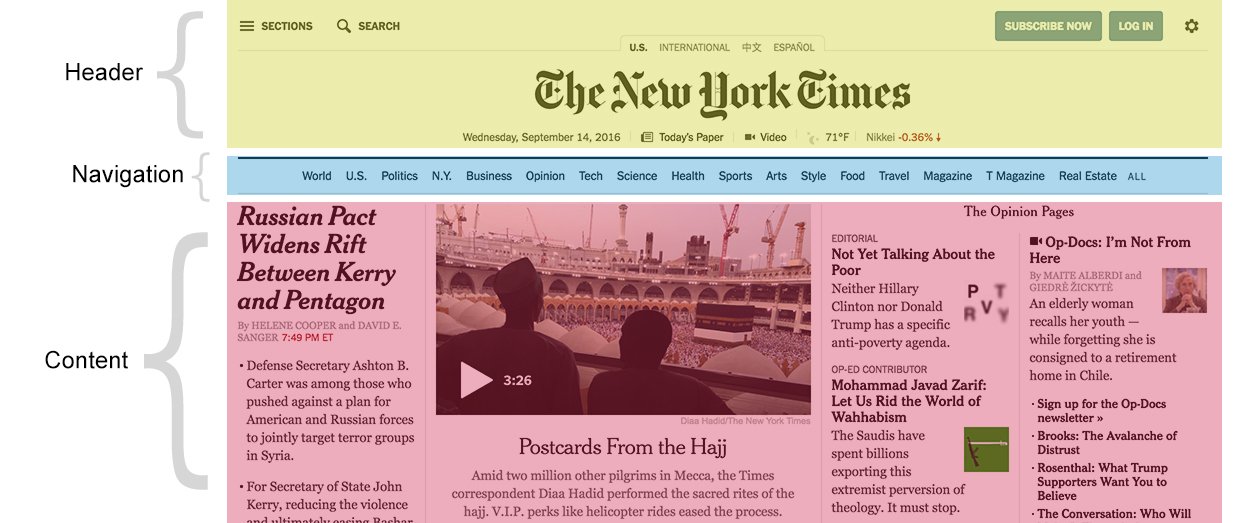 Header
SECTIONS
SEARCH
SUBSCRIBE NOW
LOG IN
U.S. INTERNATIONAL 中文 ESPAÑOL
The New York Times
Wednesday, September 14, 2016
Today's Paper
Video
71°F
Nikkei -0.36% ↓
Navigation
World U.S. Politics N.Y. Business Opinion Tech Science Health Sports Arts Style Food Travel Magazine T Magazine Real Estate ALL
Content
Russian Pact
Widens Rift
Between Kerry
and Pentagon
By HELENE COOPER and DAVID E.
SANGER 7:49 PM ET
• Defense Secretary Ashton B.
Carter was among those who
pushed against a plan for
American and Russian forces
to jointly target terror groups
in Syria.
• For Secretary of State John
Kerry, reducing the violence
and ultimately easing Bashar
3:26
Diaa Hadid/The New York Times
Postcards From the Hajj
Amid two million other pilgrims in Mecca, the Times
correspondent Diaa Hadid performed the sacred rites of the
hajj. V.I.P. perks like helicopter rides eased the process.
The Opinion Pages
EDITORIAL
Not Yet Talking About the
Poor
Neither Hillary
Clinton nor Donald
Trump has a specific
anti-poverty agenda.
P T
R V Y
OP-ED CONTRIBUTOR
Mohammad Javad Zarif:
Let Us Rid the World of
Wahhabism
The Saudis have
spent billions
exporting this
extremist perversion of
theology. It must stop.
Op-Docs: I'm Not From
Here
By MAITE ALBERDI and
GIEDRĖ ŽICKYTĖ
An elderly woman
recalls her youth —
while forgetting she is
consigned to a retirement
home in Chile.
· Sign up for the Op-Docs
newsletter »
· Brooks: The Avalanche of
Distrust
· Rosenthal: What Trump
Supporters Want You to
Believe
· The Conversation: Who Will